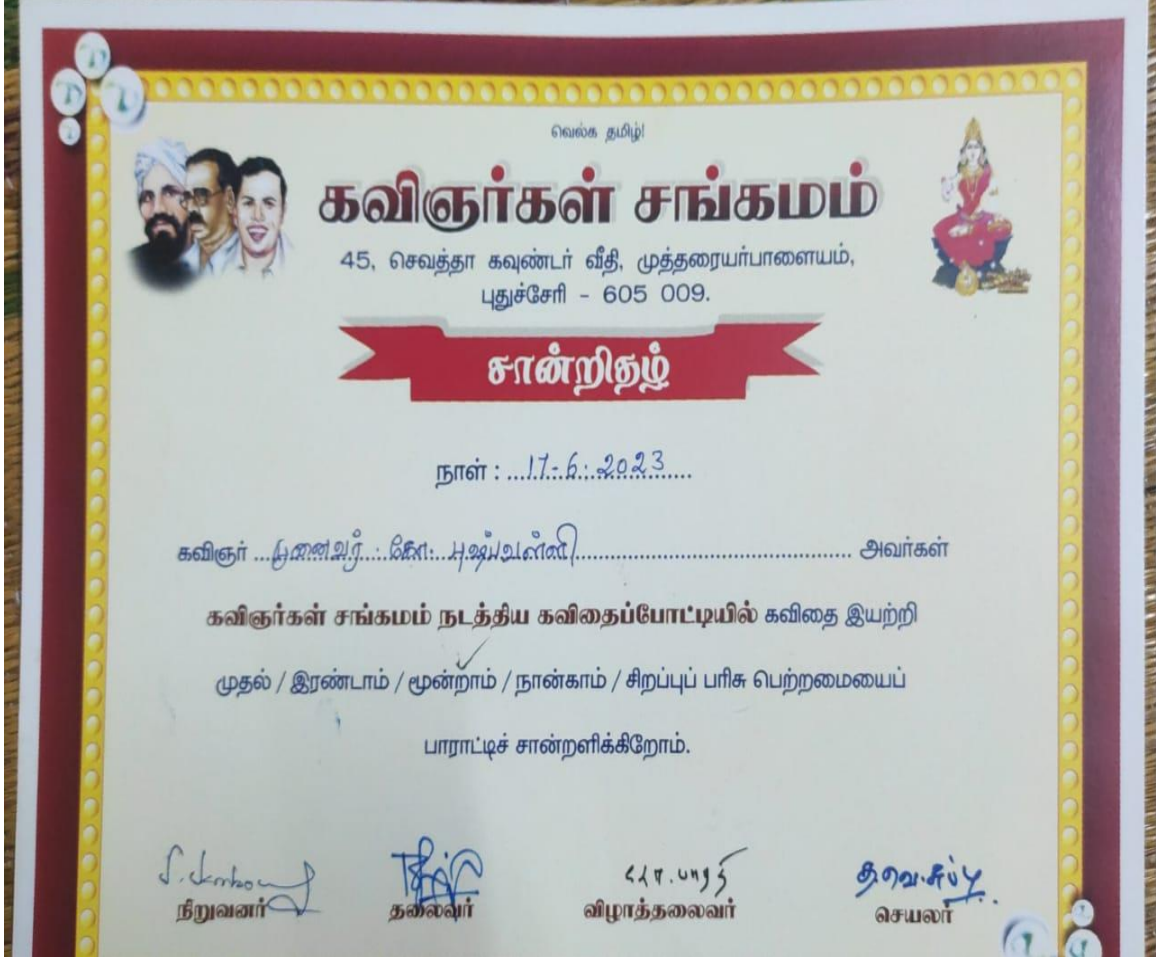 வெல்க தமிழ்!
கவிஞர்கள் சங்கமம்
45, செவத்தா கவுண்டர் வீதி, முத்தரையர்பாளையம்,
புதுச்சேரி - 605 009.
சான்றிதழ்
நாள் : ...17-6-2023...
கவிஞர் ...முனைவர். கோ. புஷ்பவள்ளி... அவர்கள்
கவிஞர்கள் சங்கமம் நடத்திய கவிதைப்போட்டியில் கவிதை இயற்றி
முதல் / இரண்டாம் / மூன்றாம் / நான்காம் / சிறப்புப் பரிசு பெற்றமையைப்
பாராட்டிச் சான்றளிக்கிறோம்.
நிறுவனர் தலைவர் விழாத்தலைவர் செயலர்